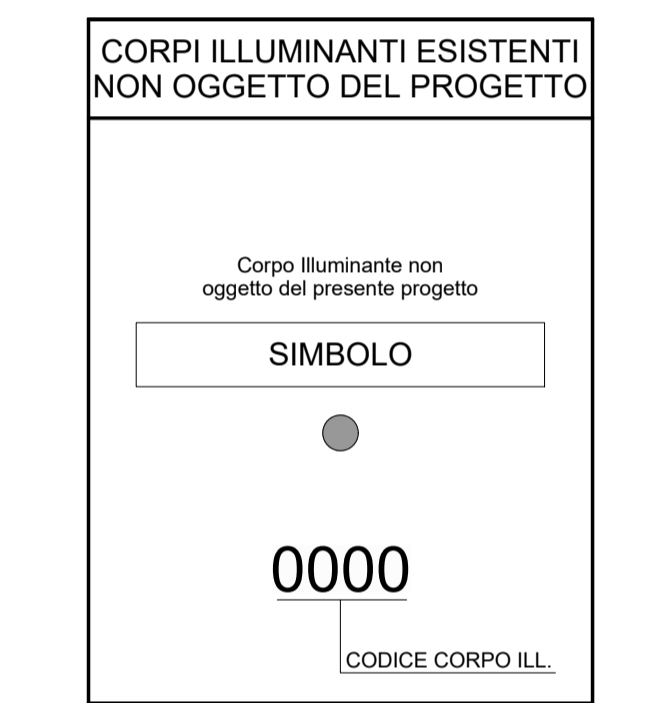 CORPI ILLUMINANTI ESISTENTI
NON OGGETTO DEL PROGETTO
Corpo Illuminante non
oggetto del presente progetto
SIMBOLO
0000
CODICE CORPO ILL.